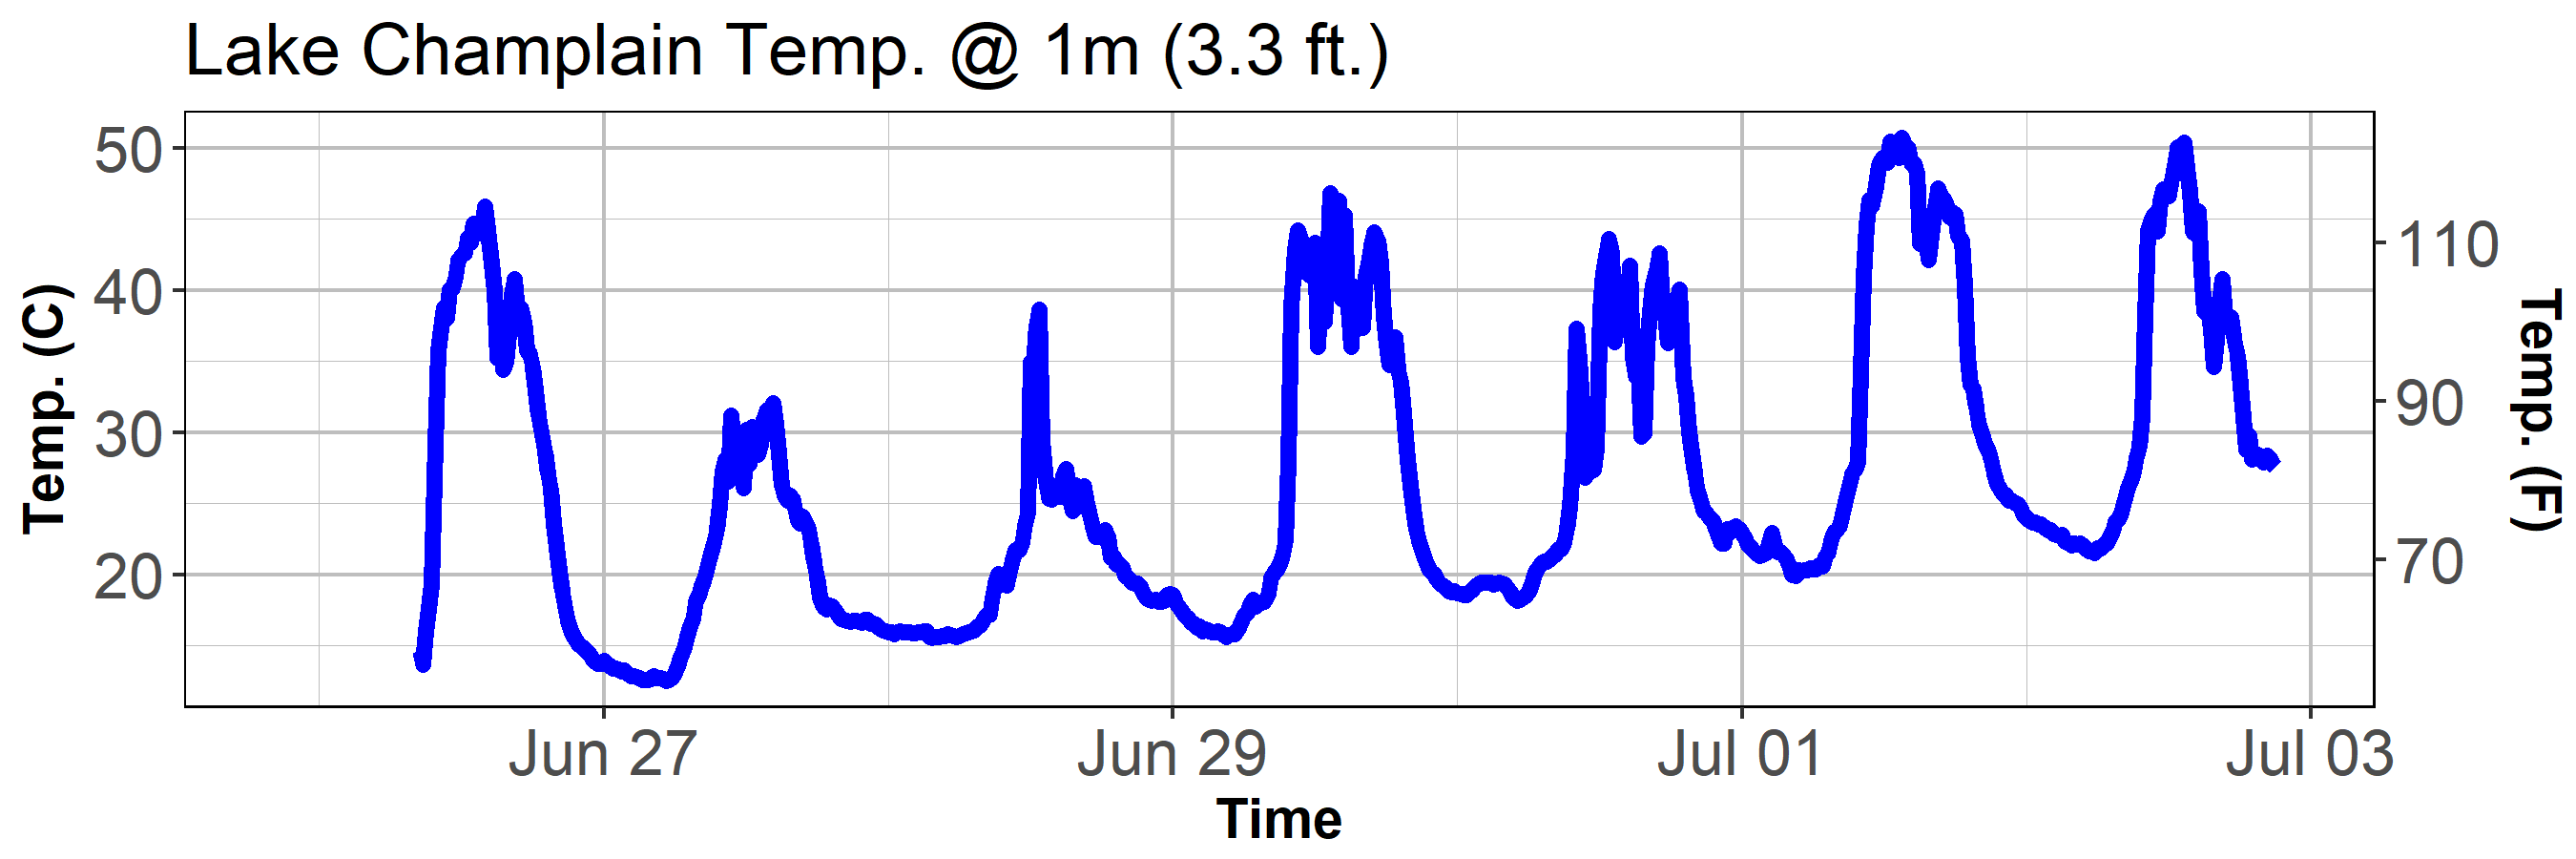 Lake Champlain Temp. @ 1m (3.3 ft.)
Temp. (C)
50
40
30
20
110
90
70
Temp. (F)
Jun 27
Jun 29
Jul 01
Jul 03
Time